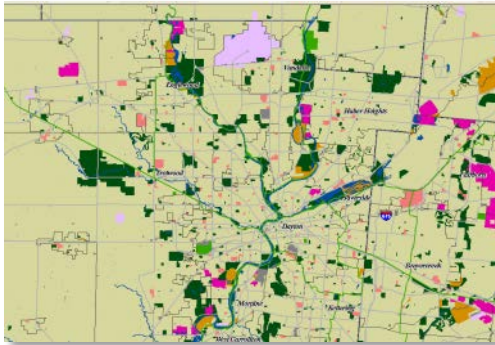 Vandalia
Englewood
Huber Heights
Trotwood
Fairborn
Riverside
675
Dayton
Beavercreek
Moraine
Kettering
West Carrollton